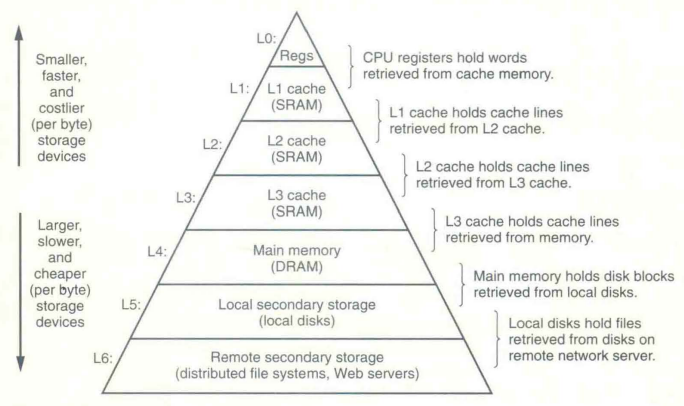 L0:
Regs
CPU registers hold words
retrieved from cache memory.
Smaller,
faster,
and
costlier
(per byte)
storage
devices
L1:
L1 cache
(SRAM)
L1 cache holds cache lines
retrieved from L2 cache.
L2:
L2 cache
(SRAM)
L2 cache holds cache lines
retrieved from L3 cache.
L3:
L3 cache
(SRAM)
L3 cache holds cache lines
retrieved from memory.
Larger,
slower,
and
cheaper
(per byte)
storage
devices
L4:
Main memory
(DRAM)
Main memory holds disk blocks
retrieved from local disks.
L5:
Local secondary storage
(local disks)
Local disks hold files
retrieved from disks on
remote network server.
L6:
Remote secondary storage
(distributed file systems, Web servers)